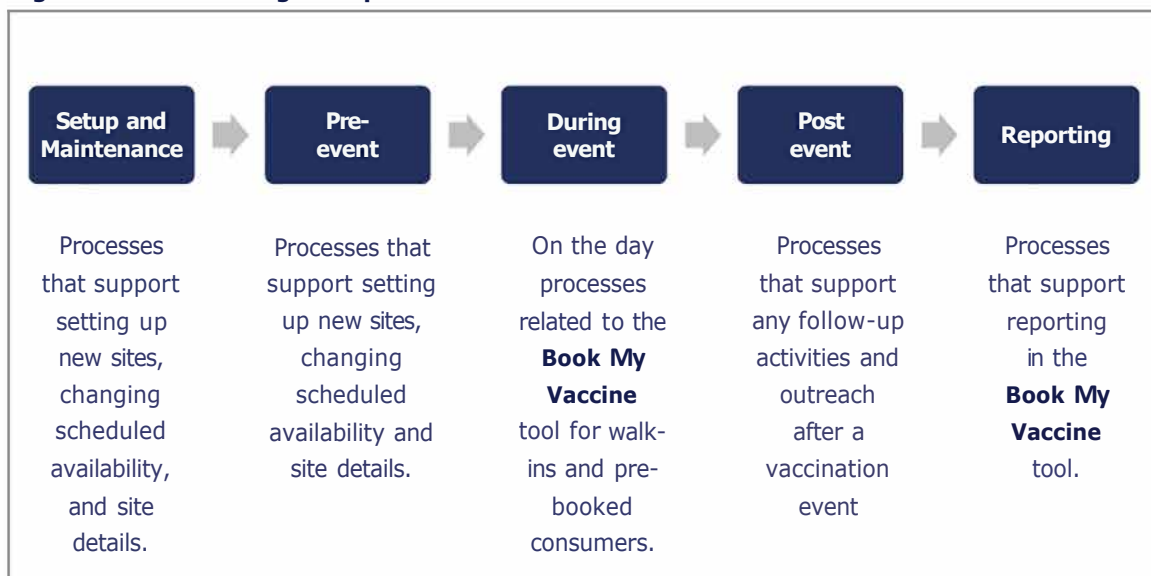 Setup and
Maintenance
Pre-
event
During
event
Post
event
Reporting
Processes
that support
setting up
new sites,
changing
scheduled
availability,
and site
details.
Processes that
support setting
up new sites,
changing
scheduled
availability and
site details.
On the day
processes
related to the
Book My
Vaccine
tool for walk-
ins and pre-
booked
consumers.
Processes
that support
any follow-up
activities and
outreach
after a
vaccination
event
Processes
that support
reporting
in the
Book My
Vaccine
tool.